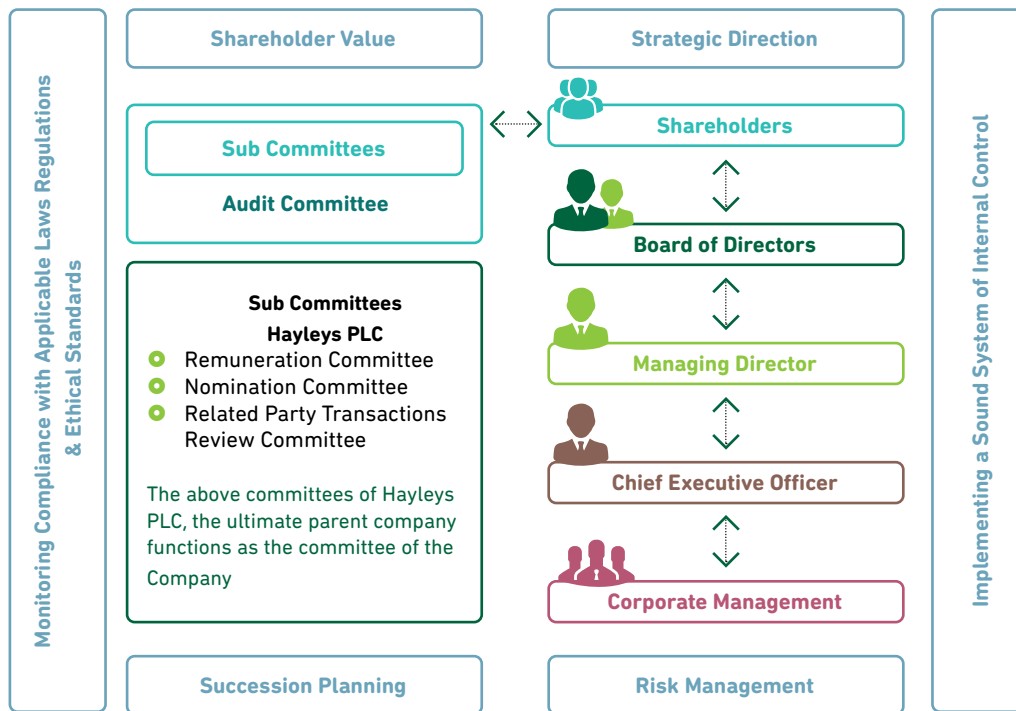 Monitoring Compliance with Applicable Laws Regulations
& Ethical Standards
Shareholder Value
Strategic Direction
Sub Committees
Audit Committee
Sub Committees
Hayleys PLC
Remuneration Committee
Nomination Committee
Related Party Transactions
Review Committee
The above committees of Hayleys
PLC, the ultimate parent company
functions as the committee of the
Company
Shareholders
Board of Directors
Managing Director
Chief Executive Officer
Corporate Management
Succession Planning
Risk Management
Implementing a Sound System of Internal Control